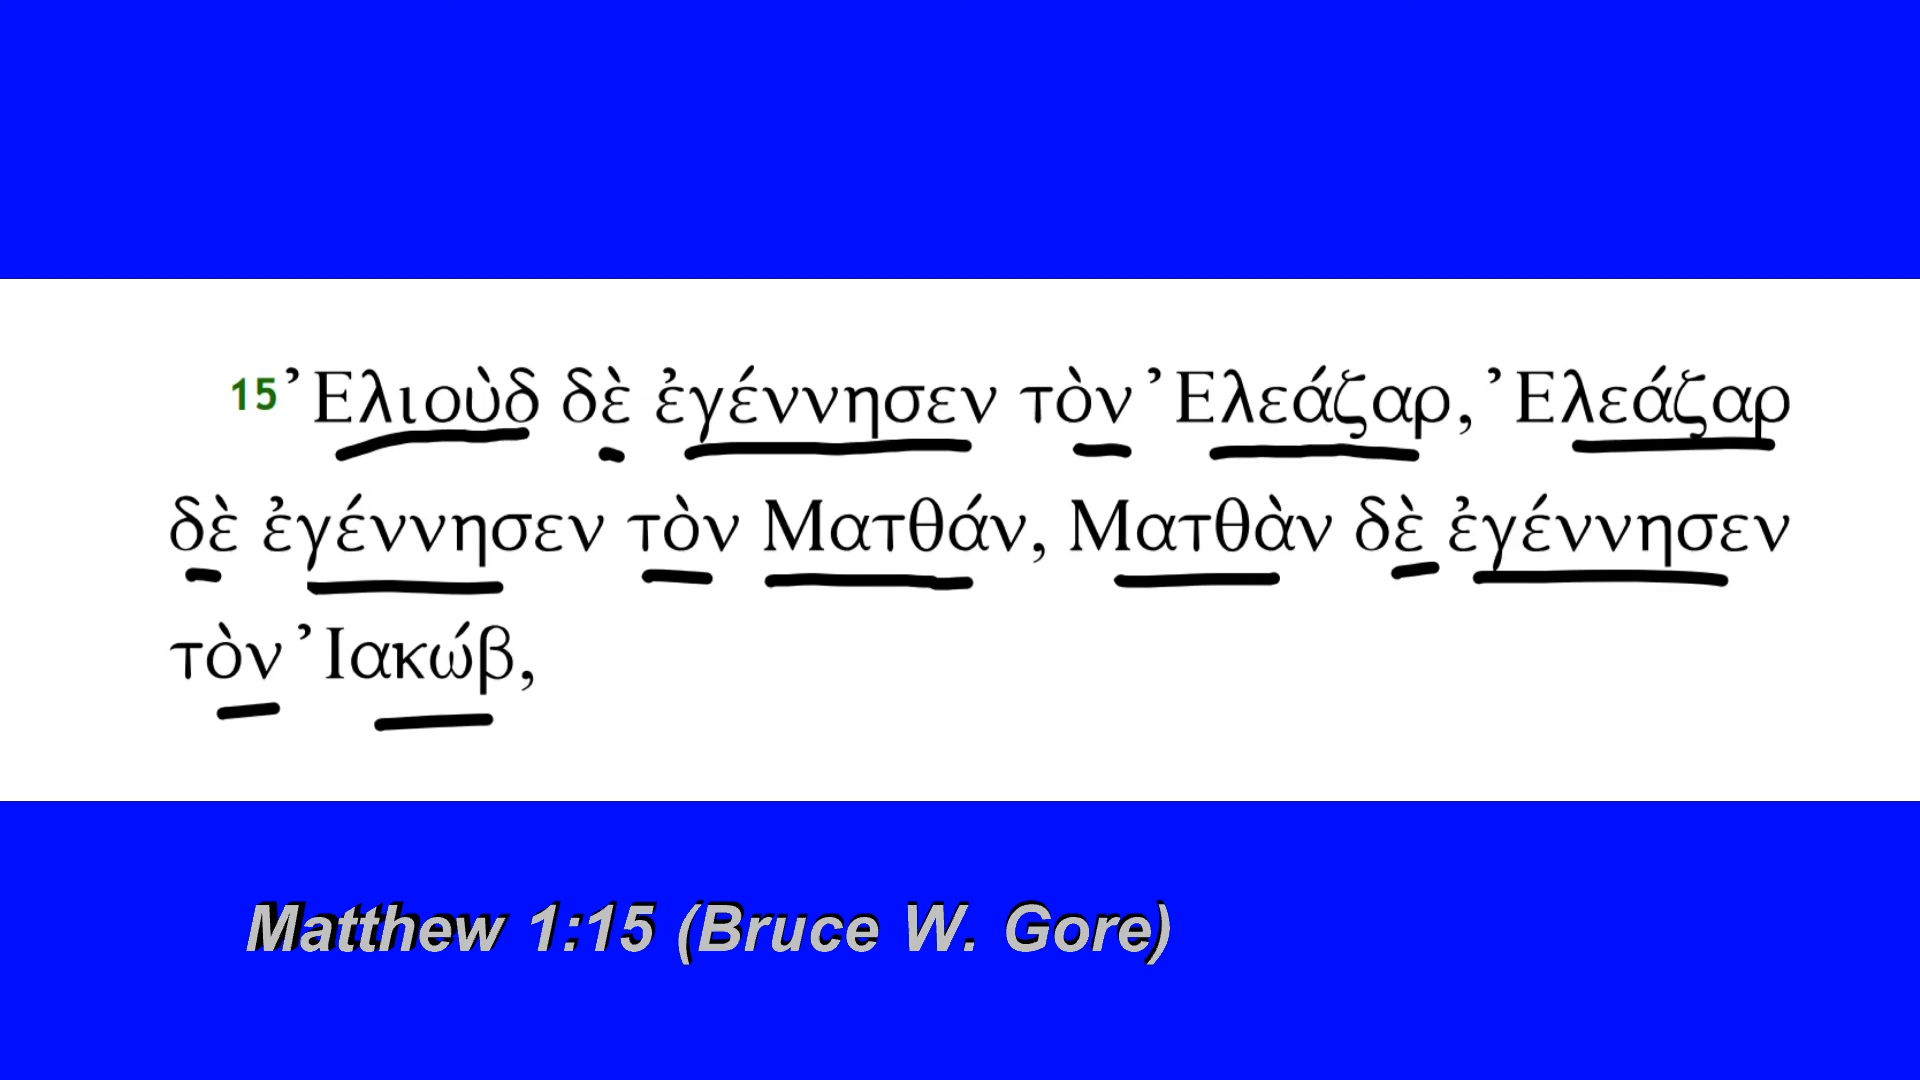 15 Ἐλιοὺδ δὲ ἐγέννησεν τὸν Ἐλεάζαρ, Ἐλεάζαρ
δὲ ἐγέννησεν τὸν Ματθάν, Ματθὰν δὲ ἐγέννησεν
τὸν Ἰακώβ,
Matthew 1:15 (Bruce W. Gore)